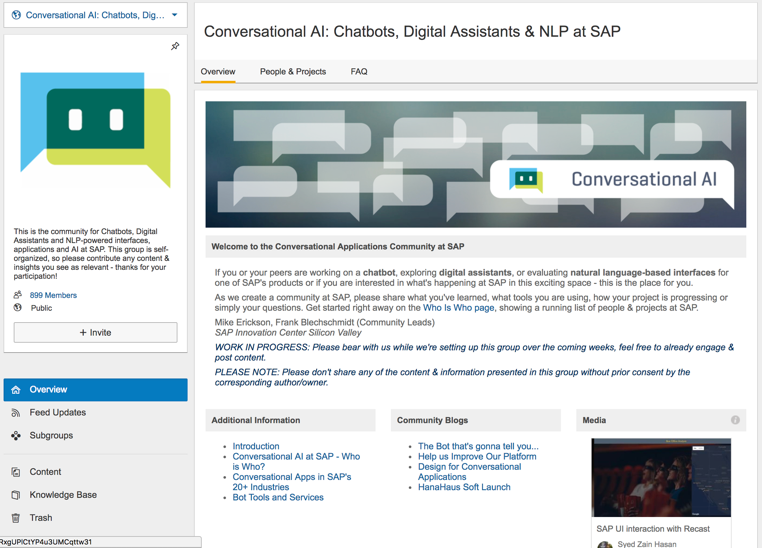 Conversational AI: Chatbots, Dig...
Conversational AI: Chatbots, Digital Assistants & NLP at SAP
Overview
People & Projects
FAQ
Conversational AI
This is the community for Chatbots, Digital
Assistants and NLP-powered interfaces,
applications and AI at SAP. This group is self-
organized, so please contribute any content &
insights you see as relevant - thanks for your
participation!
899 Members
Public
+ Invite
Overview
Feed Updates
Subgroups
Content
Knowledge Base
Trash
RxgUPICtYP4u3UMCqttw31
Welcome to the Conversational Applications Community at SAP
If you or your peers are working on a chatbot, exploring digital assistants, or evaluating natural language-based interfaces for
one of SAP's products or if you are interested in what's happening at SAP in this exciting space - this is the place for you.
As we create a community at SAP, please share what you've learned, what tools you are using, how your project is progressing or
simply your questions. Get started right away on the Who Is Who page, showing a running list of people & projects at SAP.
Mike Erickson, Frank Blechschmidt (Community Leads)
SAP Innovation Center Silicon Valley
WORK IN PROGRESS: Please bear with us while we're setting up this group over the coming weeks, feel free to already engage &
post content.
PLEASE NOTE: Please don't share any of the content & information presented in this group without prior consent by the
corresponding author/owner.
Additional Information
Introduction
Conversational AI at SAP - Who
is Who?
Conversational Apps in SAP's
20+ Industries
Bot Tools and Services
Community Blogs
The Bot that's gonna tell you...
Help us Improve Our Platform
Design for Conversational
Applications
HanaHaus Soft Launch
Media
SAP UI interaction with Recast
Syed Zain Hasan